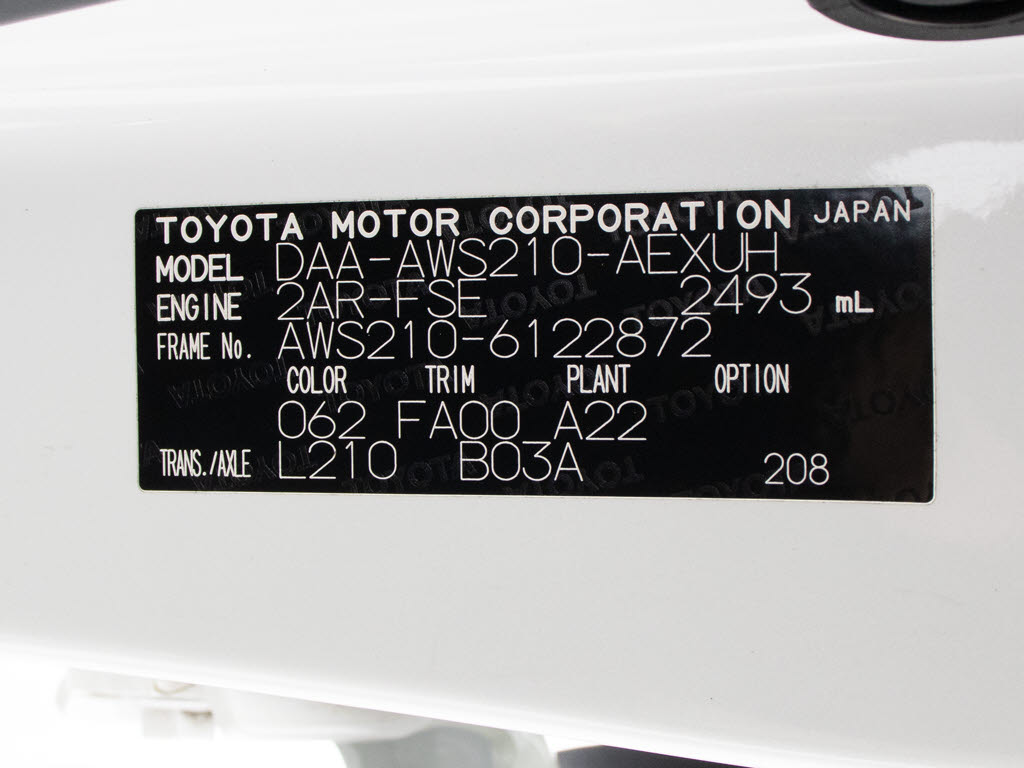 TOYOTA MOTOR CORPORATION JAPAN
MODEL DAA-AWS210-AEXUH
ENGINE 2AR-FSE 2493 mL
FRAME No. AWS210-6122872
COLOR TRIM PLANT OPTION
062 FA00 A22
TRANS./AXLE L210 B03A 208